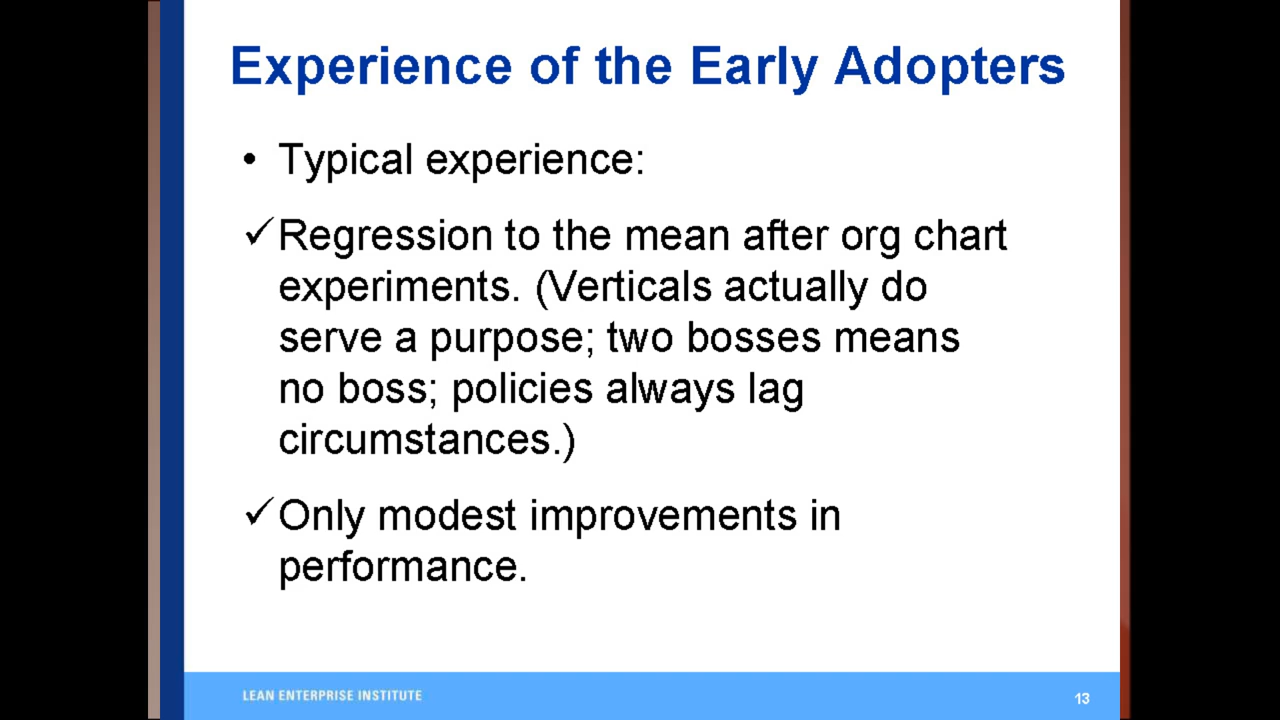 Experience of the Early Adopters
• Typical experience:
✓Regression to the mean after org chart
experiments. (Verticals actually do
serve a purpose; two bosses means
no boss; policies always lag
circumstances.)
✓Only modest improvements in
performance.
LEAN ENTERPRISE INSTITUTE
13